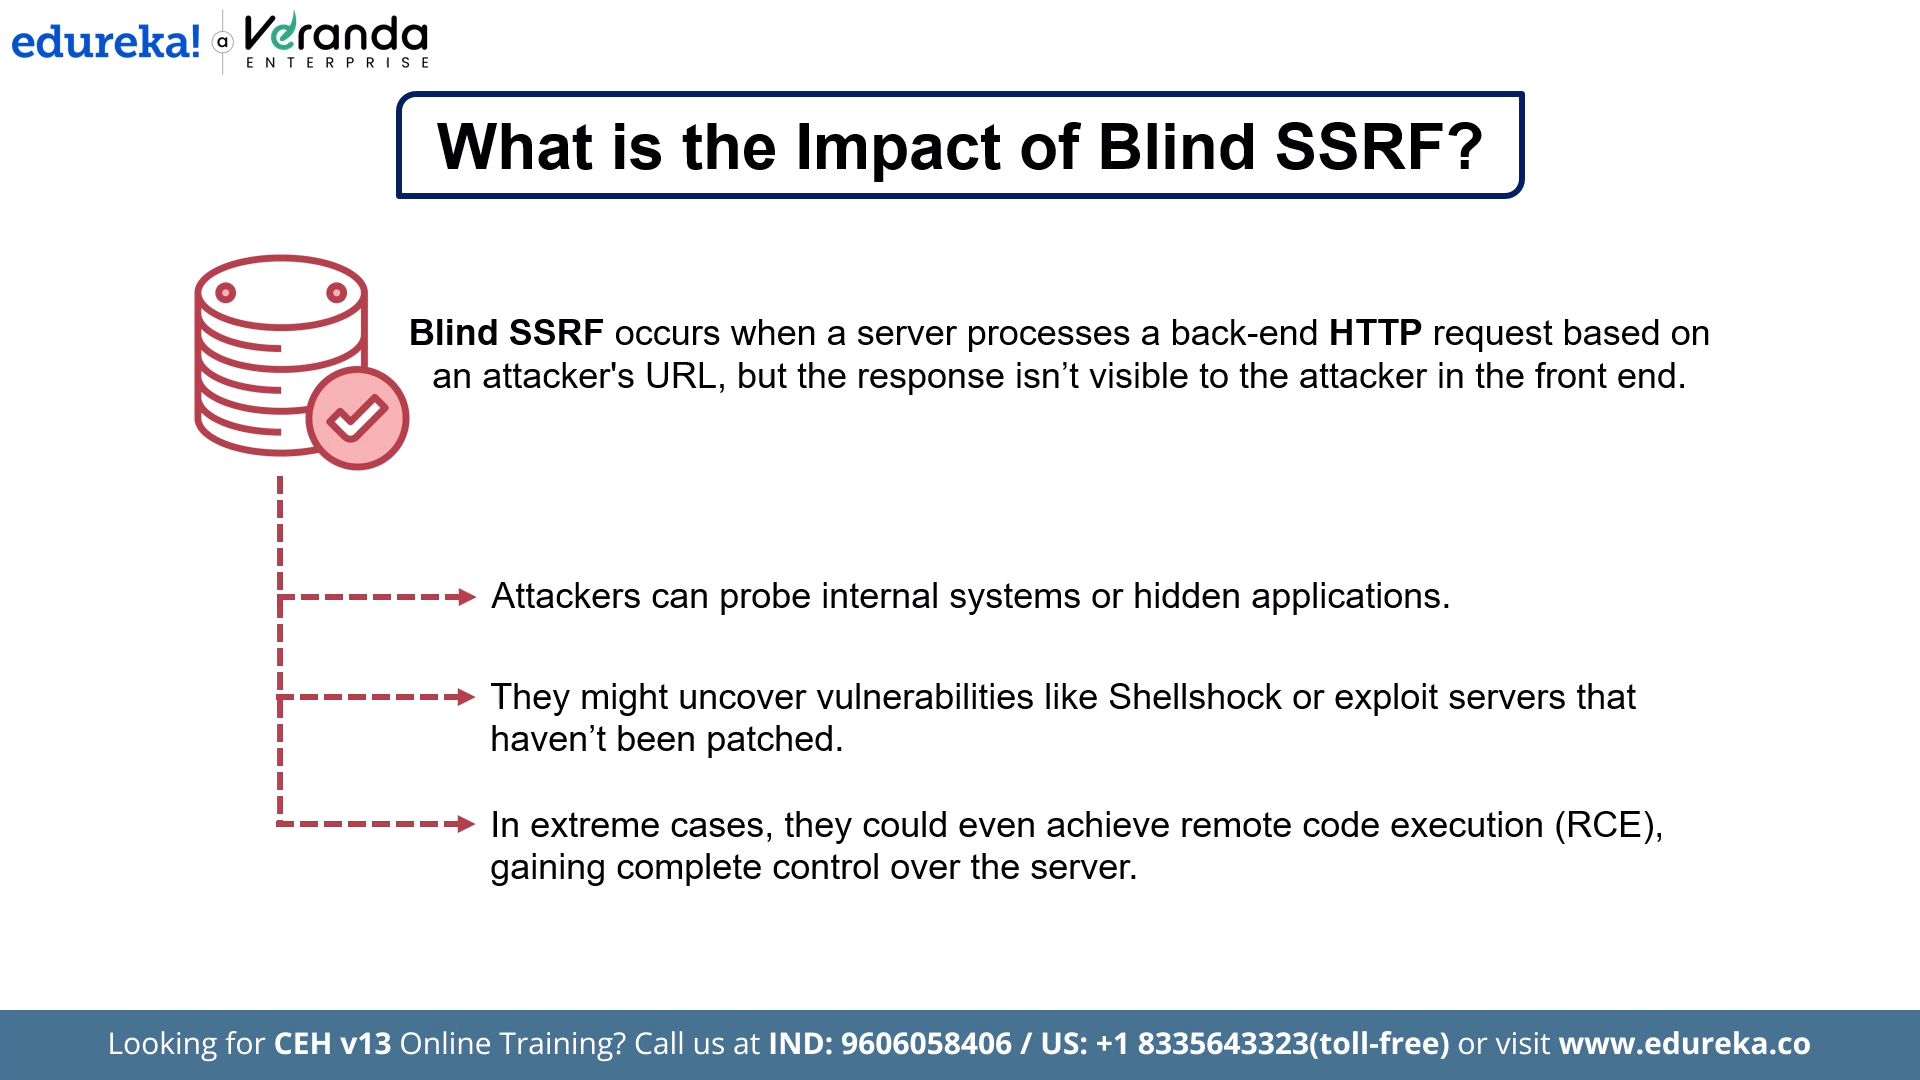 edureka! a Veranda
ENTERPRISE
What is the Impact of Blind SSRF?
Blind SSRF occurs when a server processes a back-end HTTP request based on
an attacker's URL, but the response isn’t visible to the attacker in the front end.
Attackers can probe internal systems or hidden applications.
They might uncover vulnerabilities like Shellshock or exploit servers that
haven’t been patched.
In extreme cases, they could even achieve remote code execution (RCE),
gaining complete control over the server.
Looking for CEH v13 Online Training? Call us at IND: 9606058406 / US: +1 8335643323(toll-free) or visit www.edureka.co